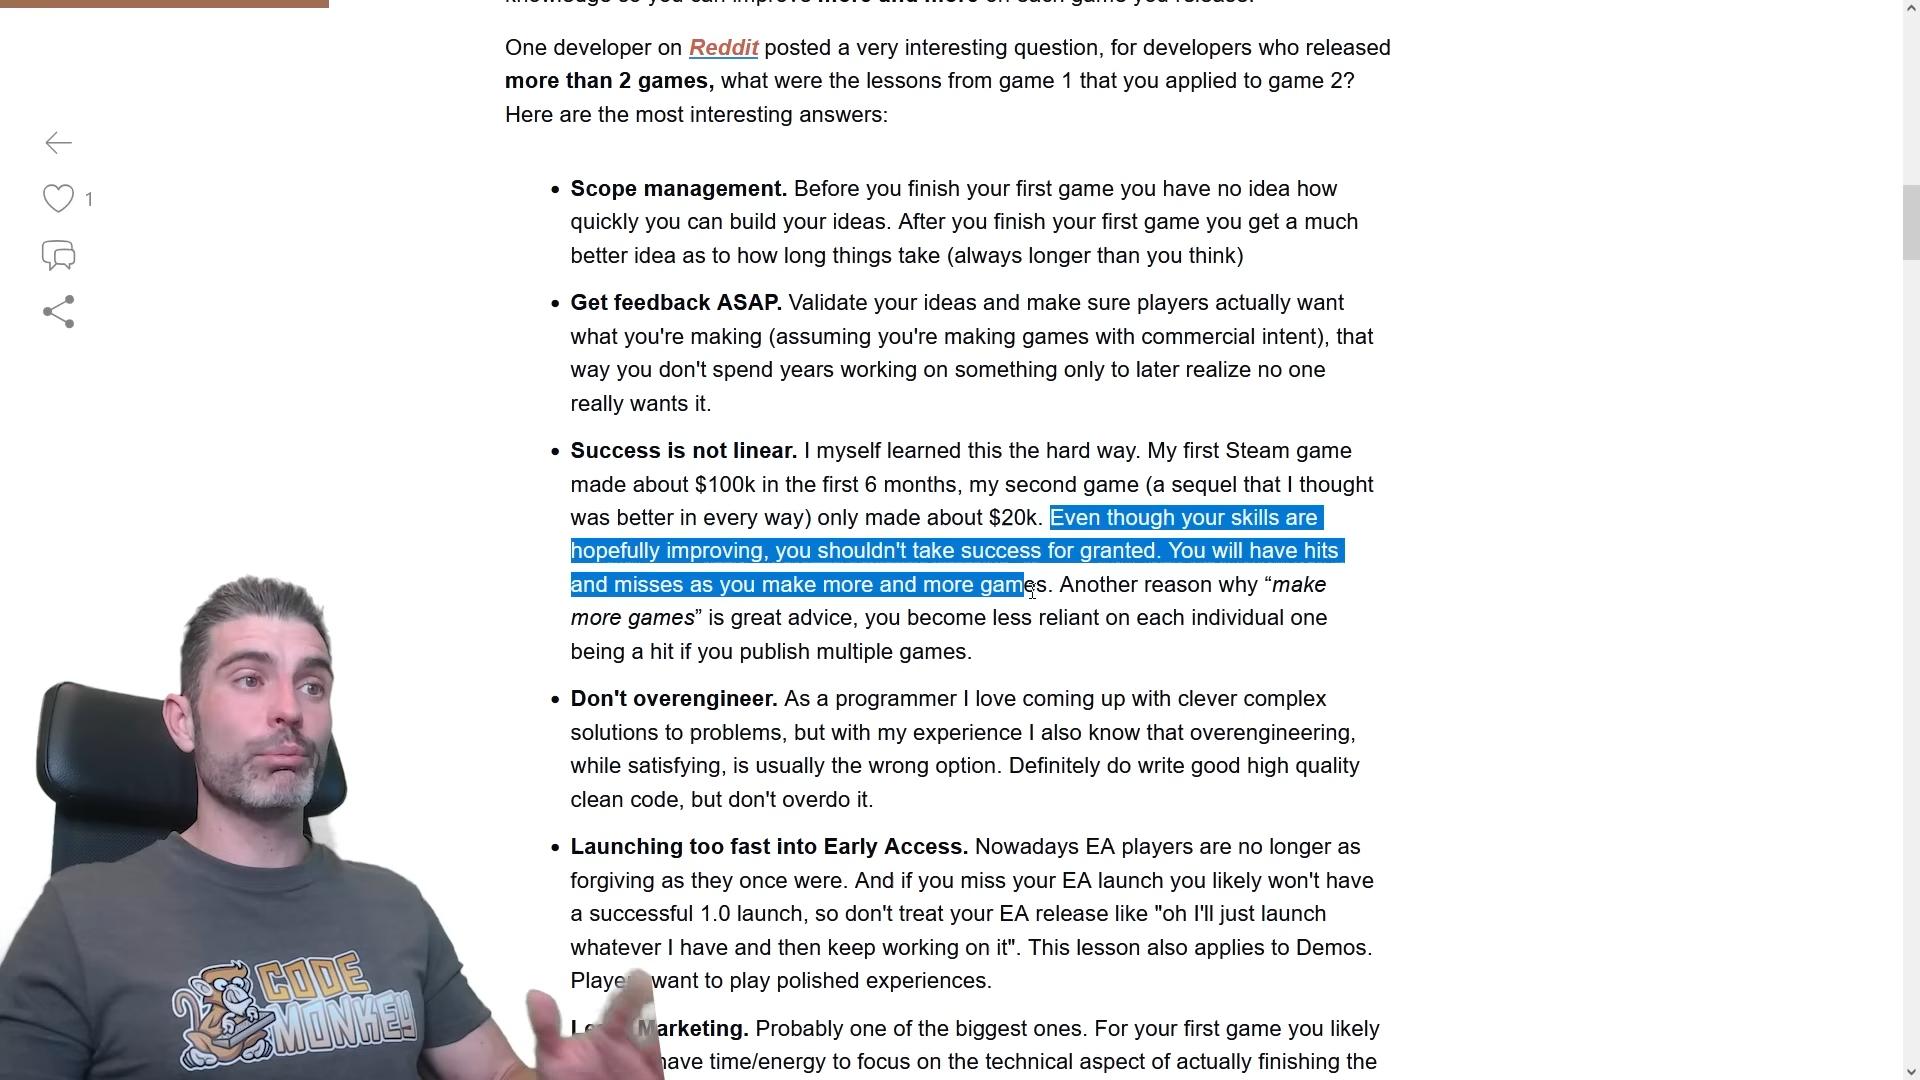 One developer on Reddit posted a very interesting question, for developers who released
more than 2 games, what were the lessons from game 1 that you applied to game 2?
Here are the most interesting answers:
1
• Scope management. Before you finish your first game you have no idea how
quickly you can build your ideas. After you finish your first game you get a much
better idea as to how long things take (always longer than you think)
• Get feedback ASAP. Validate your ideas and make sure players actually want
what you're making (assuming you're making games with commercial intent), that
way you don't spend years working on something only to later realize no one
really wants it.
• Success is not linear. I myself learned this the hard way. My first Steam game
made about $100k in the first 6 months, my second game (a sequel that I thought
was better in every way) only made about $20k. Even though your skills are
hopefully improving, you shouldn't take success for granted. You will have hits
and misses as you make more and more games. Another reason why “make
more games” is great advice, you become less reliant on each individual one
being a hit if you publish multiple games.
• Don't overengineer. As a programmer I love coming up with clever complex
solutions to problems, but with my experience I also know that overengineering,
while satisfying, is usually the wrong option. Definitely do write good high quality
clean code, but don't overdo it.
• Launching too fast into Early Access. Nowadays EA players are no longer as
forgiving as they once were. And if you miss your EA launch you likely won't have
a successful 1.0 launch, so don't treat your EA release like "oh I'll just launch
whatever I have and then keep working on it". This lesson also applies to Demos.
want to play polished experiences.
Marketing. Probably one of the biggest ones. For your first game you likely
have time/energy to focus on the technical aspect of actually finishing the
CODE
MONKEY